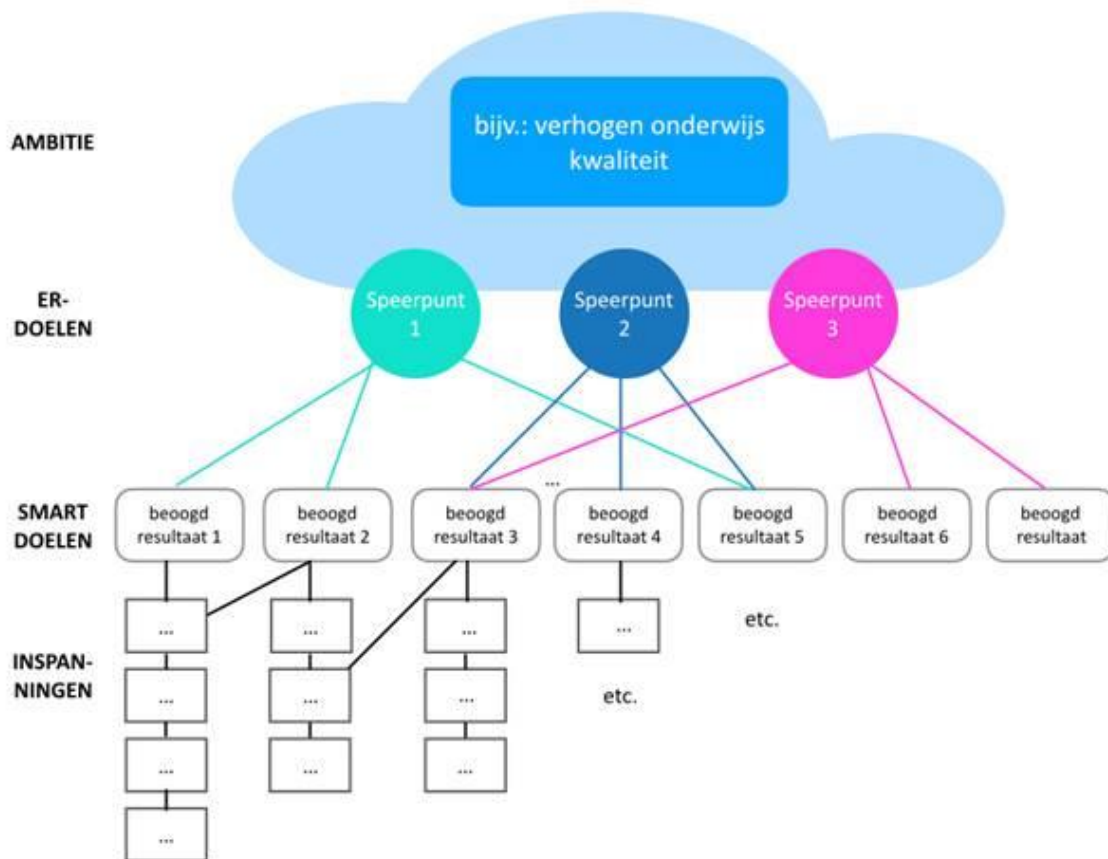 AMBITIE
bijv.: verhogen onderwijs
kwaliteit
ER-
DOELEN
Speerpunt
1
Speerpunt
2
Speerpunt
3
...
SMART
DOELEN
beoogd
resultaat 1
beoogd
resultaat 2
beoogd
resultaat 3
beoogd
resultaat 4
beoogd
resultaat 5
beoogd
resultaat 6
beoogd
resultaat
INSPAN-
NINGEN
...
...
...
...
etc.
...
...
...
etc.
...
...
...
...